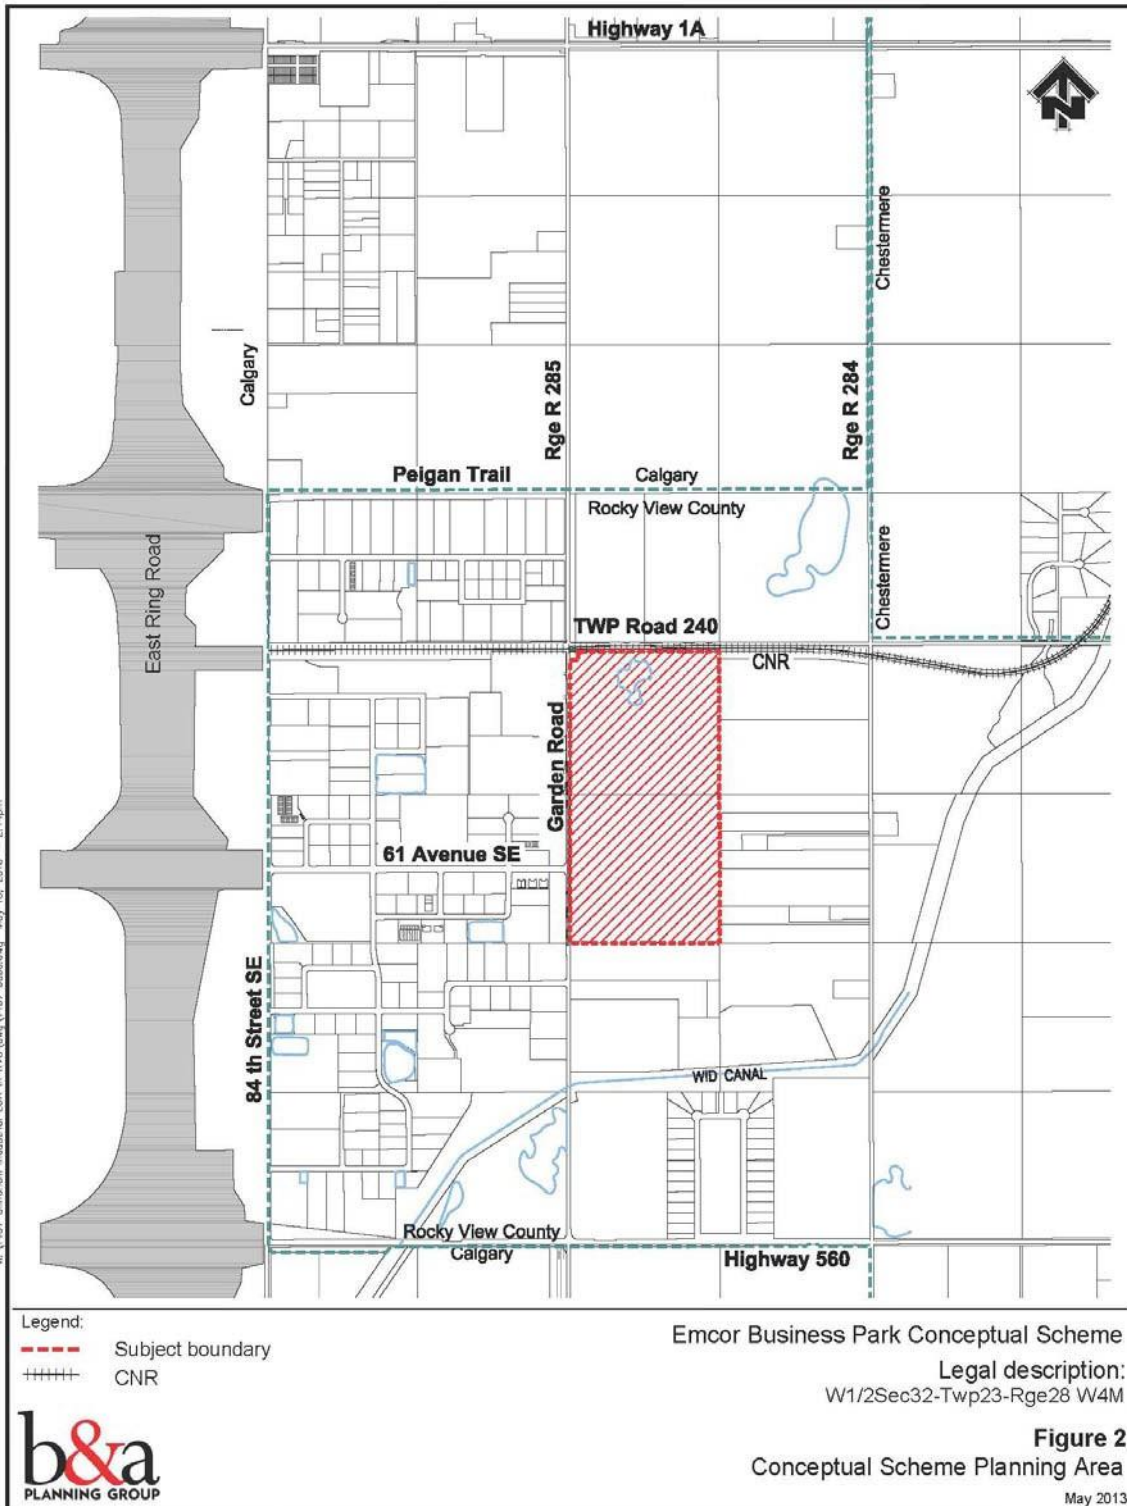 Highway 1A
N
Chestermere
Calgary
Rge R 285
Rge R 284
Peigan Trail
Calgary
Rocky View County
East Ring Road
Chestermere
TWP Road 240
CNR
Garden Road
61 Avenue SE
84 th Street SE
WID CANAL
Rocky View County
Calgary
Highway 560
Legend:
Subject boundary
CNR
b&a
PLANNING GROUP
Emcor Business Park Conceptual Scheme
Legal description:
W1/2Sec32-Twp23-Rge28 W4M
Figure 2
Conceptual Scheme Planning Area
May 2013